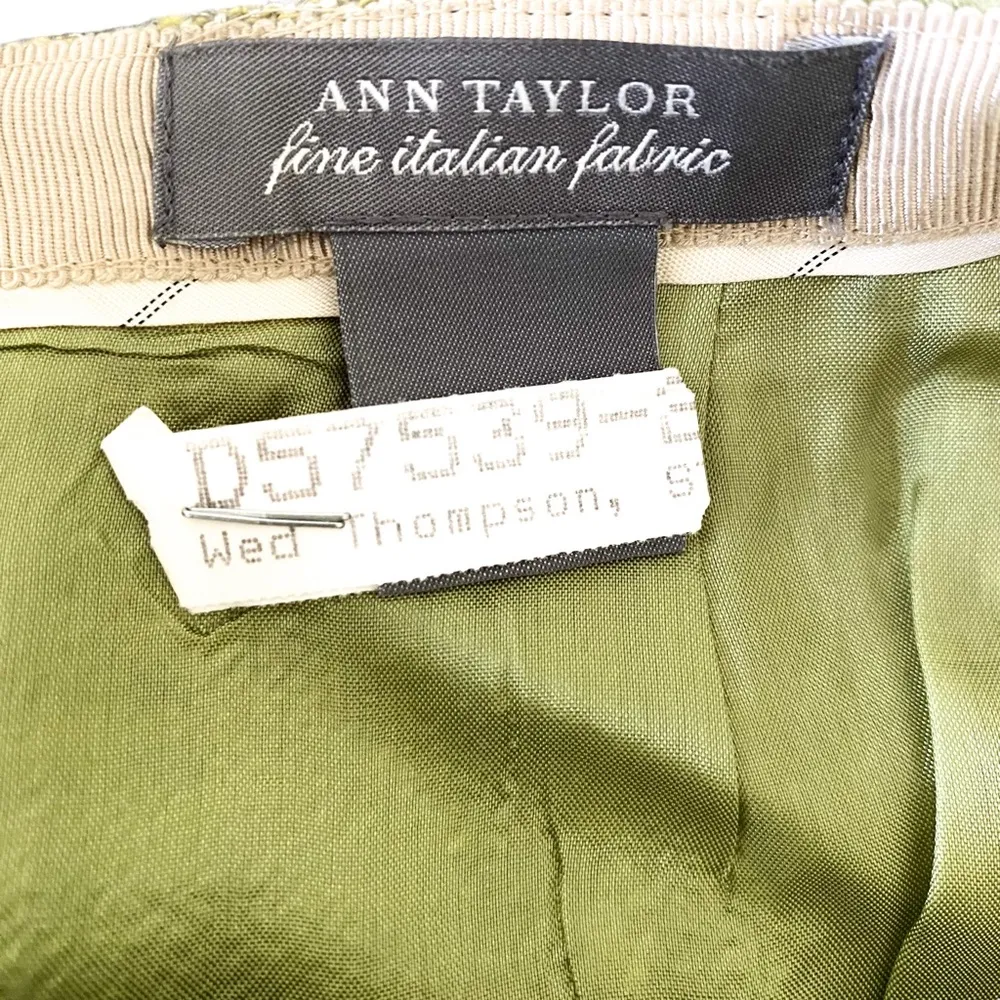 ANN TAYLOR
fine italian fabric
D57539-
Wed Thompson, S